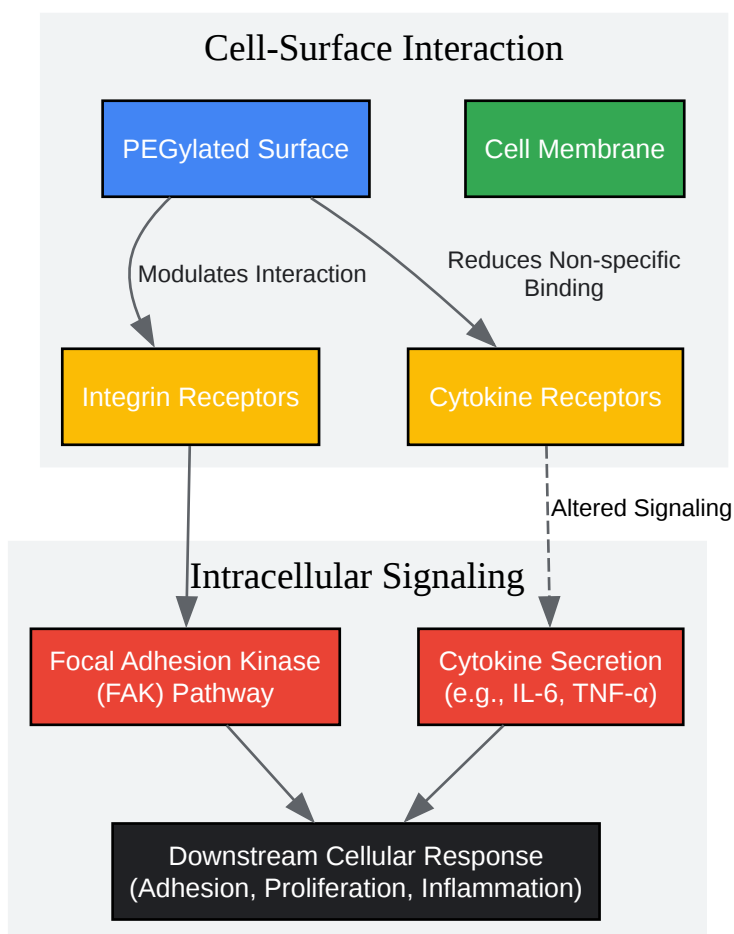 Cell-Surface Interaction
PEGylated Surface
Cell Membrane
Modulates Interaction
Reduces Non-specific
Binding
Integrin Receptors
Cytokine Receptors
Altered Signaling
Intracellular Signaling
Focal Adhesion Kinase
(FAK) Pathway
Cytokine Secretion
(e.g., IL-6, TNF-α)
Downstream Cellular Response
(Adhesion, Proliferation, Inflammation)